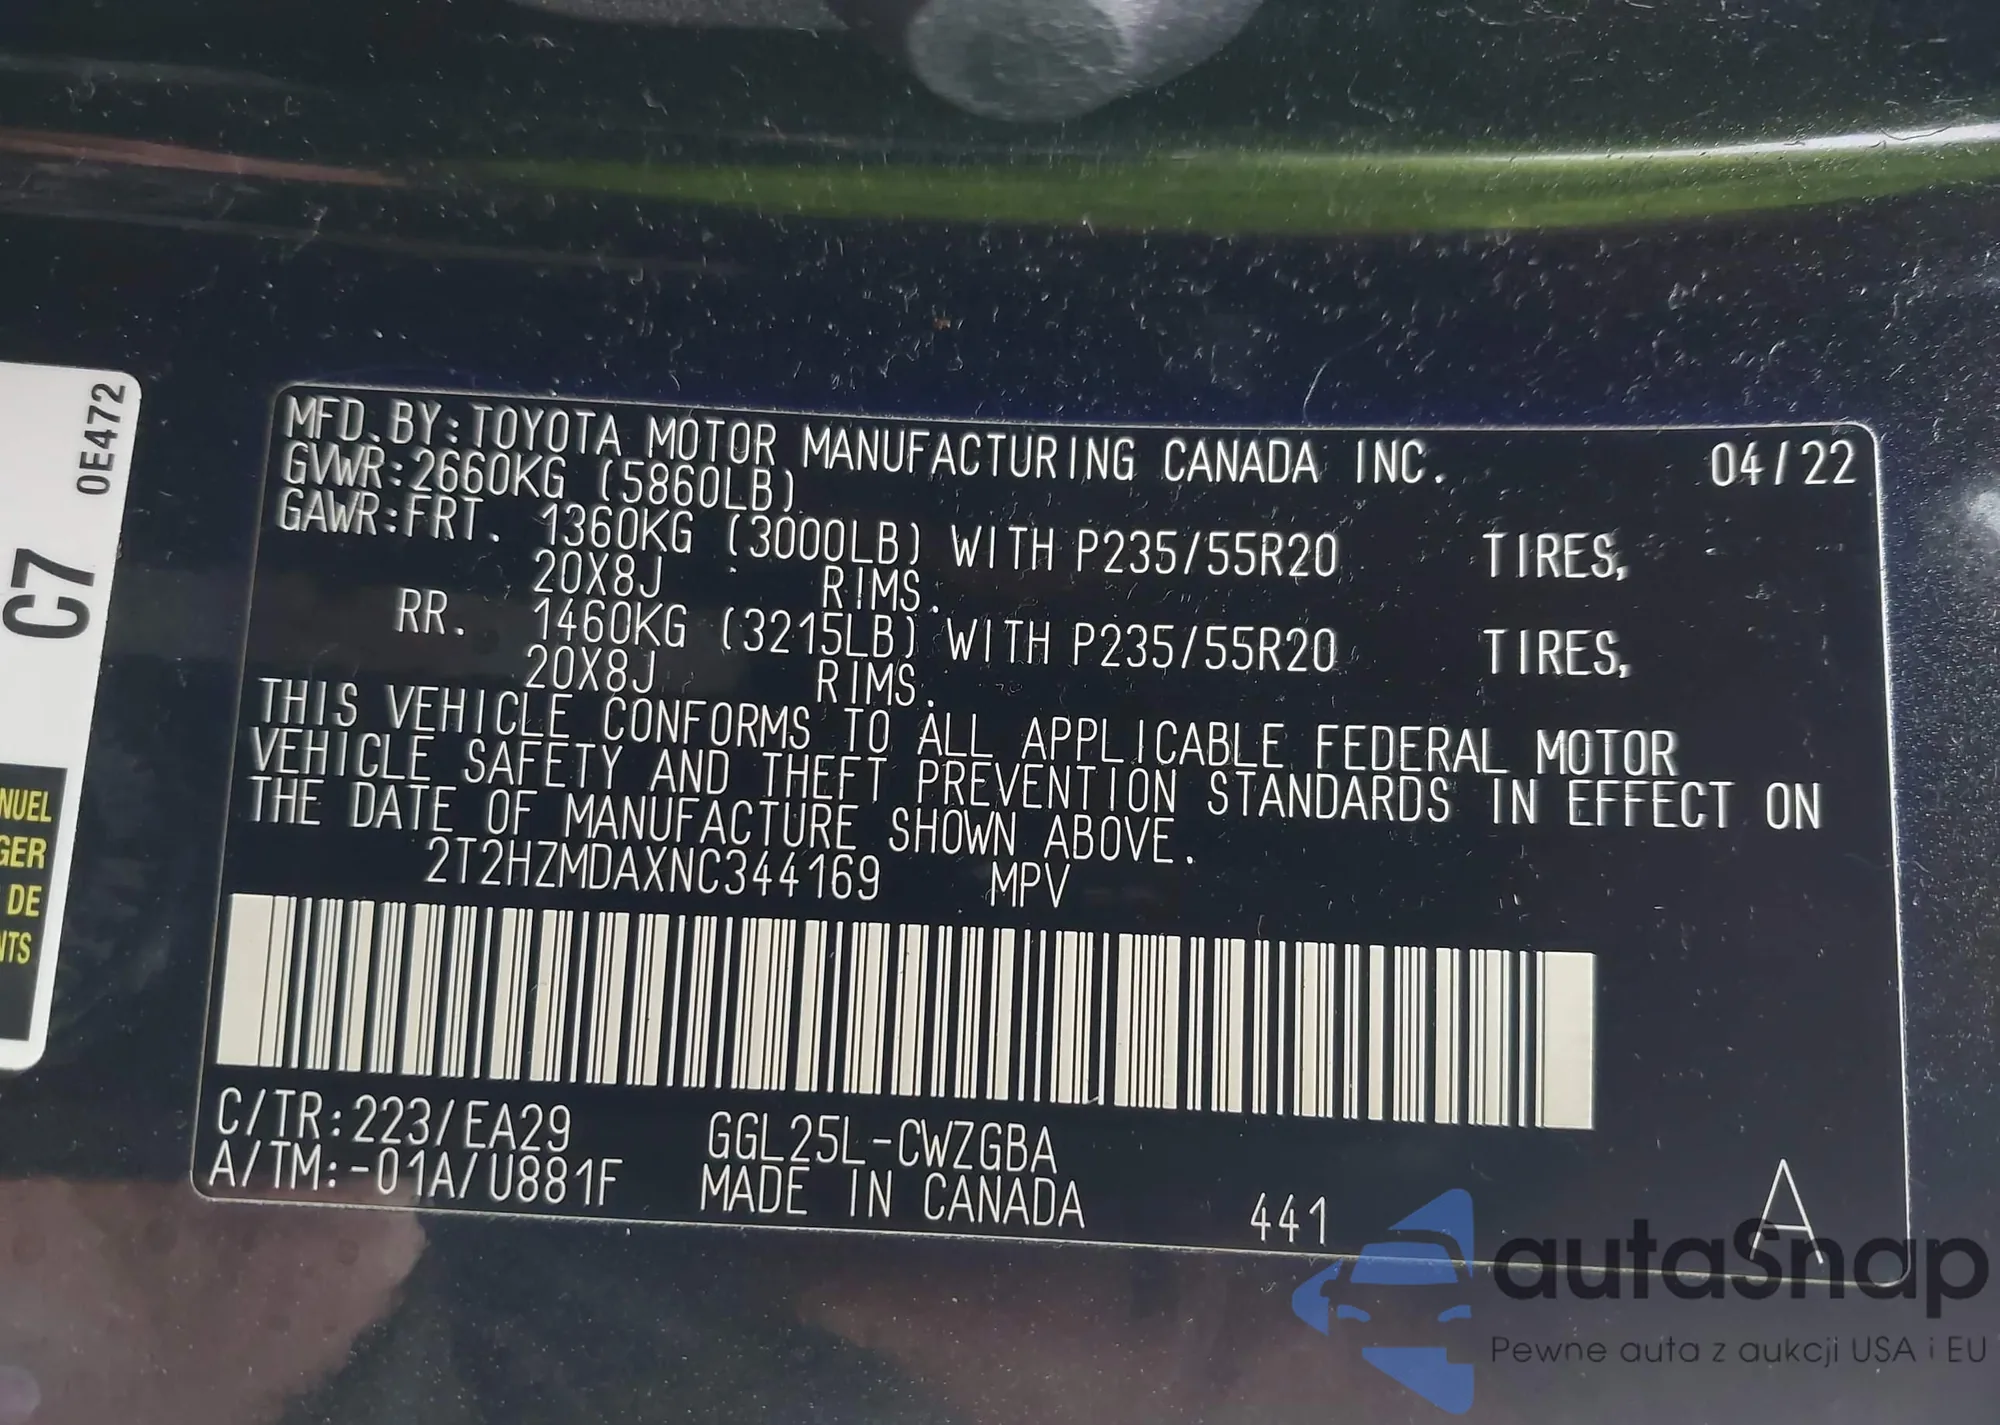 MFD. BY: TOYOTA MOTOR MANUFACTURING CANADA INC. 04/22
GVWR: 2660KG (5860LB)
GAWR: FRT. 1360KG (3000LB) WITH P235/55R20 TIRES,
20X8J RIMS.
RR. 1460KG (3215LB) WITH P235/55R20 TIRES,
20X8J RIMS.
THIS VEHICLE CONFORMS TO ALL APPLICABLE FEDERAL MOTOR
VEHICLE SAFETY AND THEFT PREVENTION STANDARDS IN EFFECT ON
THE DATE OF MANUFACTURE SHOWN ABOVE.
2T2HZMDAXNC344169 MPV
C/TR: 223/EA29 GGL25L-CWZGBA
A/TM: -01A/U881F MADE IN CANADA 441 A
0E472
C7
NUEL
GER
DE
NTS
autaSnap
Pewne auta z aukcji USA i EU